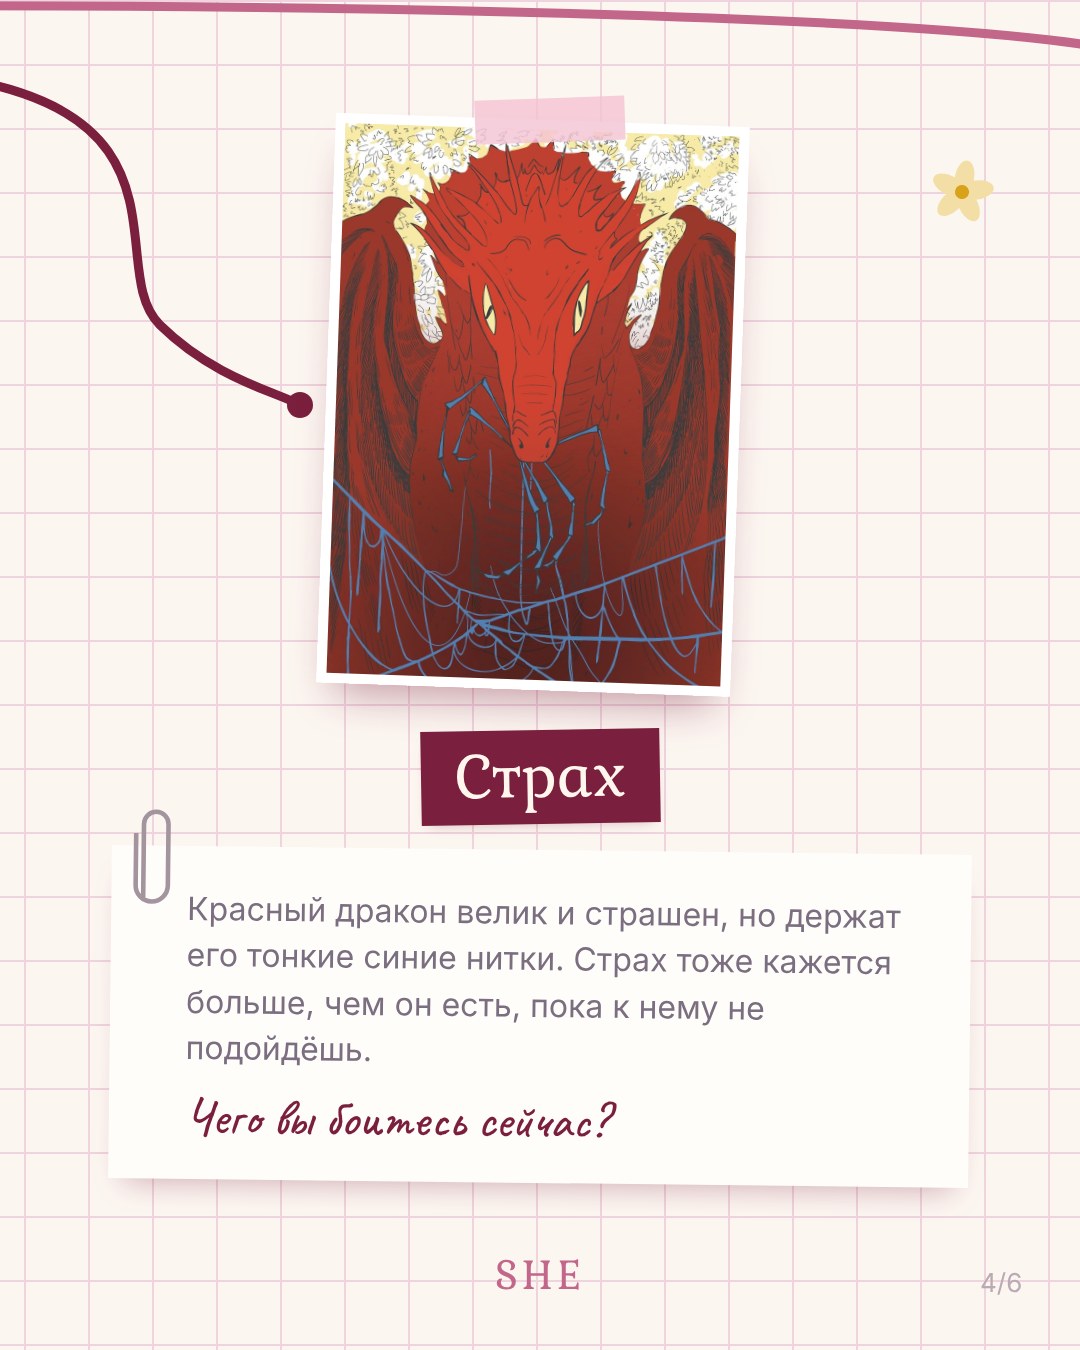 Страх
Красный дракон велик и страшен, но держат
его тонкие синие нитки. Страх тоже кажется
больше, чем он есть, пока к нему не
подойдёшь.
Чего вы боитесь сейчас?
SHE
4/6